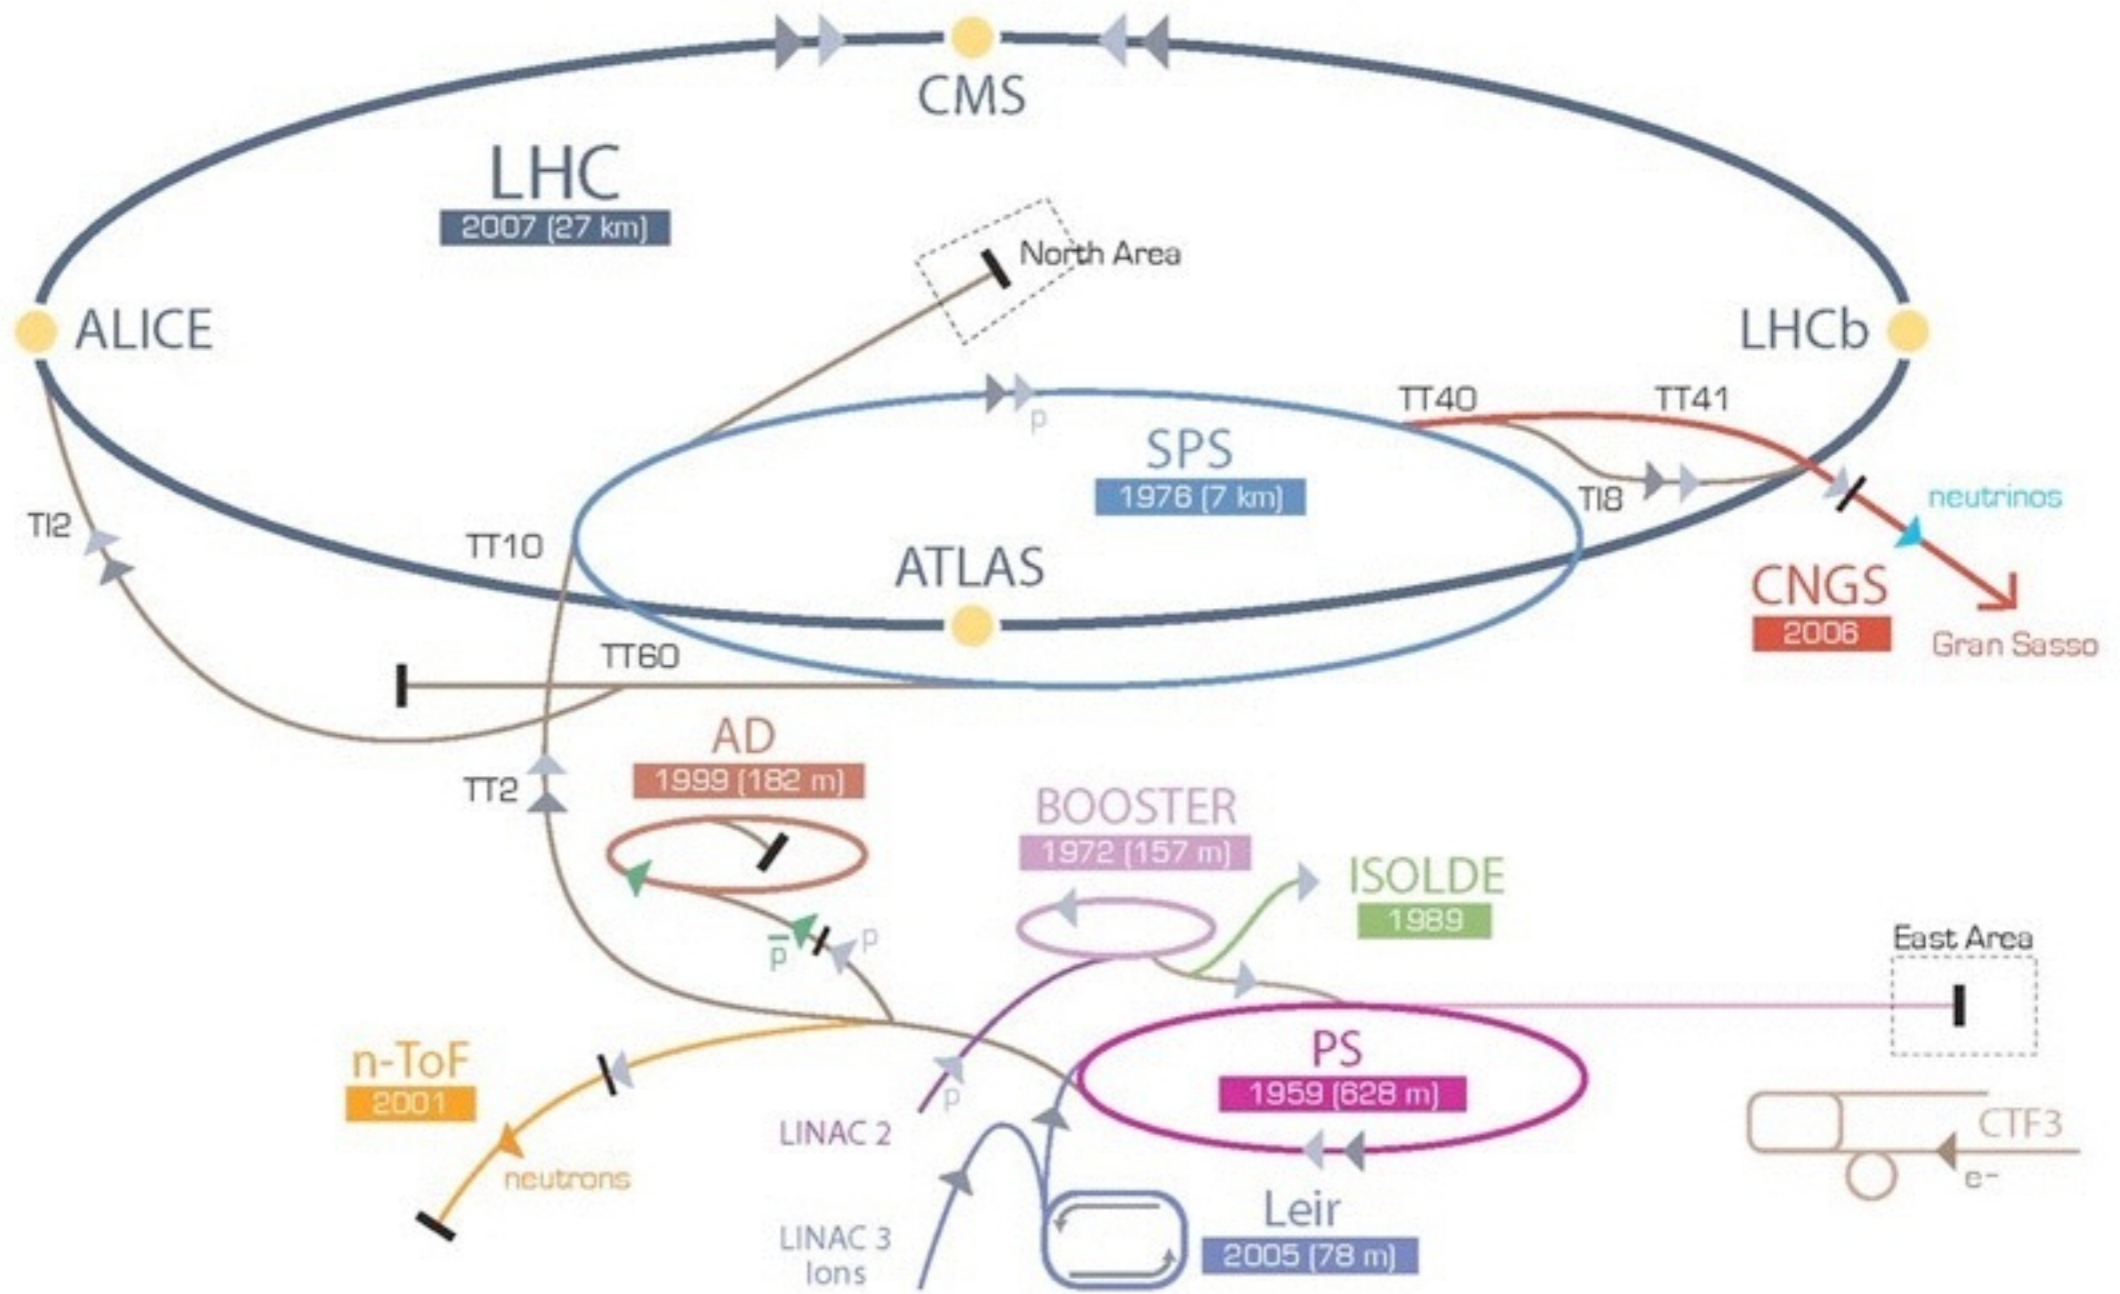 CMS
LHC
2007 (27 km)
North Area
ALICE
LHCb
TT40
TT41
p
SPS
1976 (7 km)
TI8
neutrinos
TI2
TT10
ATLAS
CNGS
2006
Gran Sasso
TT60
AD
1999 (182 m)
TT2
BOOSTER
1972 (157 m)
ISOLDE
1989
p̅
p
East Area
n-ToF
2001
PS
1959 (628 m)
p
LINAC 2
CTF3
e-
neutrons
Leir
2005 (78 m)
LINAC 3
Ions